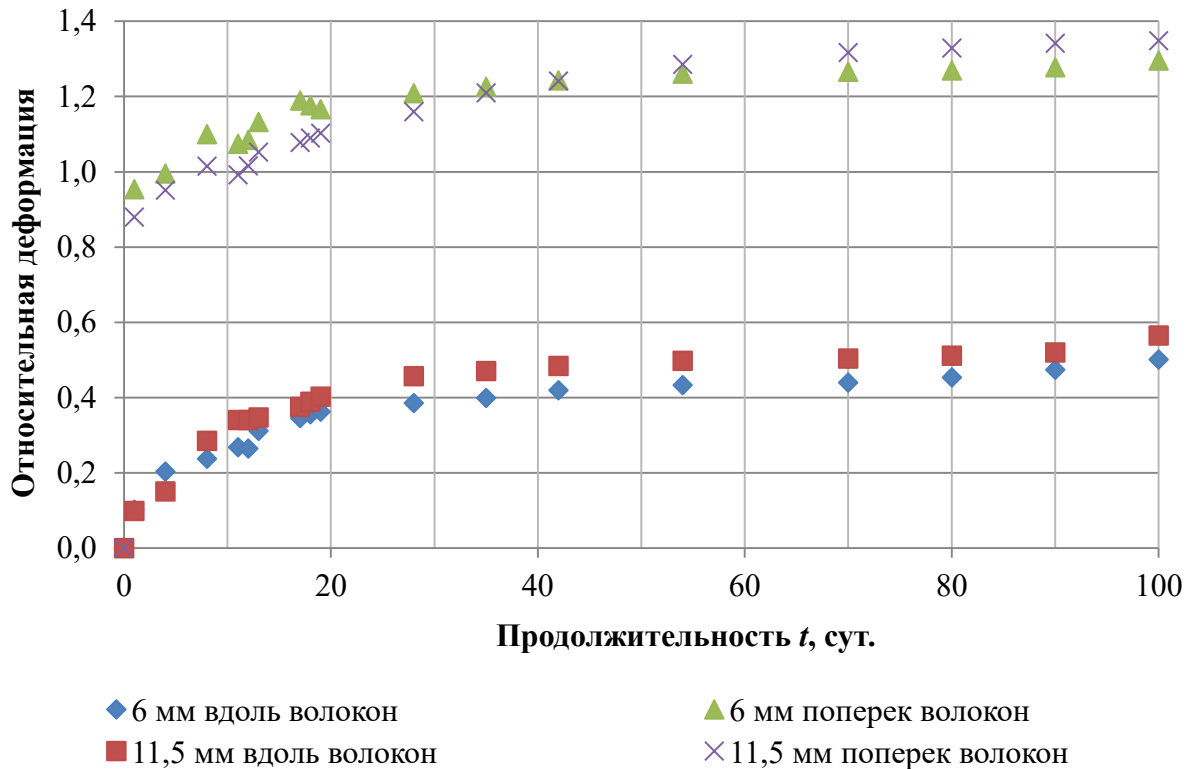 1,4
1,2
1,0
0,8
0,6
0,4
0,2
0,0
Относительная деформация
0 20 40 60 80 100
Продолжительность t, сут.
6 мм вдоль волокон 6 мм поперек волокон
11,5 мм вдоль волокон 11,5 мм поперек волокон